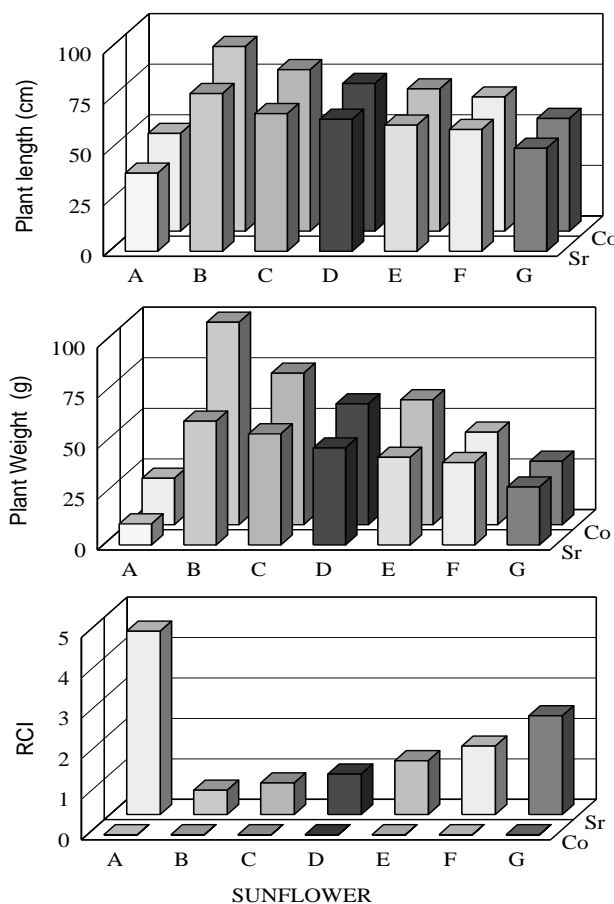 100
75
50
25
0
Plant length (cm)
A B C D E F G
Sr
Co
100
75
50
25
0
Plant Weight (g)
A B C D E F G
Sr
Co
5
4
3
2
1
0
RCI
A B C D E F G
Co
Sr
SUNFLOWER